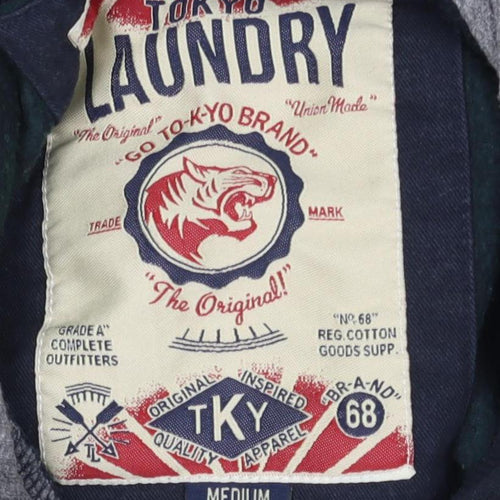 TOKYO
LAUNDRY
"The Original" "Union Made"
"GO TO-K-YO BRAND"
TRADE MARK
"The Original!"
"GRADE A"
COMPLETE
OUTFITTERS
"Nº 68"
REG. COTTON
GOODS SUPP.
ORIGINAL INSPIRED
TKY
QUALITY APPAREL
"BR-A-ND"
68
TL
MEDIUM